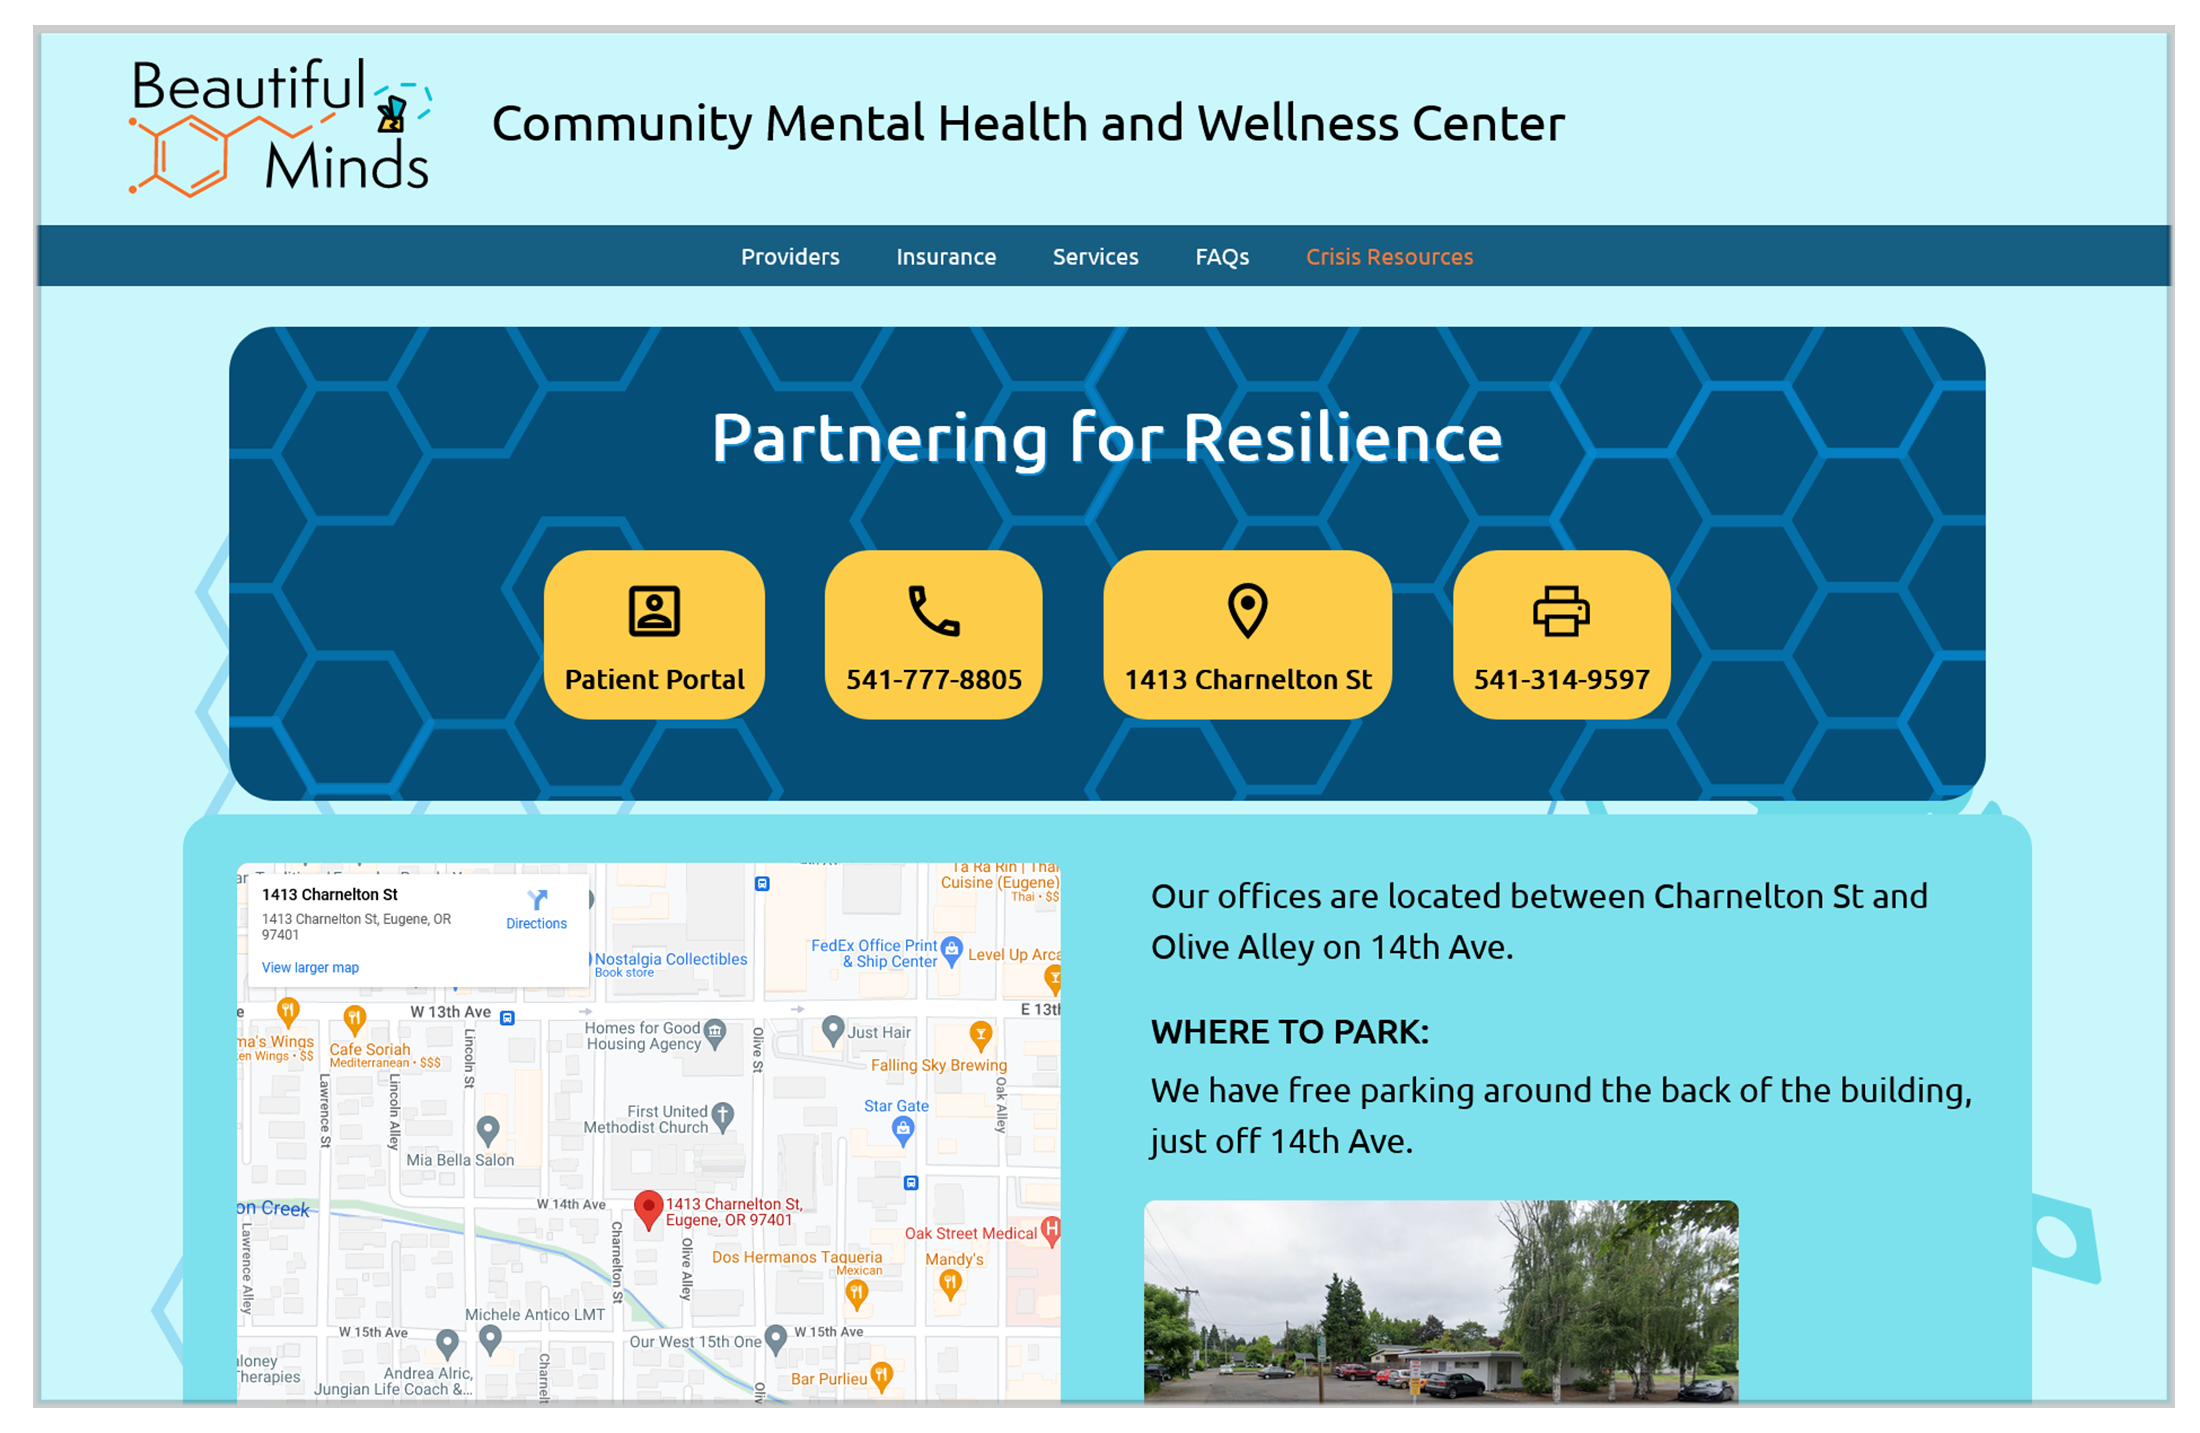 Beautiful
Minds
Community Mental Health and Wellness Center
Providers Insurance Services FAQs Crisis Resources
Partnering for Resilience
Patient Portal
541-777-8805
1413 Charnelton St
541-314-9597
1413 Charnelton St
1413 Charnelton St, Eugene, OR
97401
View larger map
Directions
Cuisine (Eugene)
Thai • $$
Nostalgia Collectibles
Book store
FedEx Office Print
& Ship Center
Level Up Arca
W 13th Ave
E 13th
ma's Wings
en Wings • $$
Cafe Soriah
Mediterranean • $$$
Lincoln St
Homes for Good
Housing Agency
Olive St
Just Hair
Falling Sky Brewing
Lawrence St
Lincoln Alley
Oak Alley
First United
Methodist Church
Star Gate
Mia Bella Salon
on Creek
W 14th Ave
1413 Charnelton St,
Eugene, OR 97401
Lawrence Alley
Charnelton St
Olive Alley
Oak Street Medical
Dos Hermanos Taqueria
Mexican
Mandy's
Michele Antico LMT
W 15th Ave
Our West 15th One
W 15th Ave
aloney
Therapies
Andrea Alric,
Jungian Life Coach &...
Charnelt
Bar Purlieu
Oliv
Our offices are located between Charnelton St and
Olive Alley on 14th Ave.
WHERE TO PARK:
We have free parking around the back of the building,
just off 14th Ave.